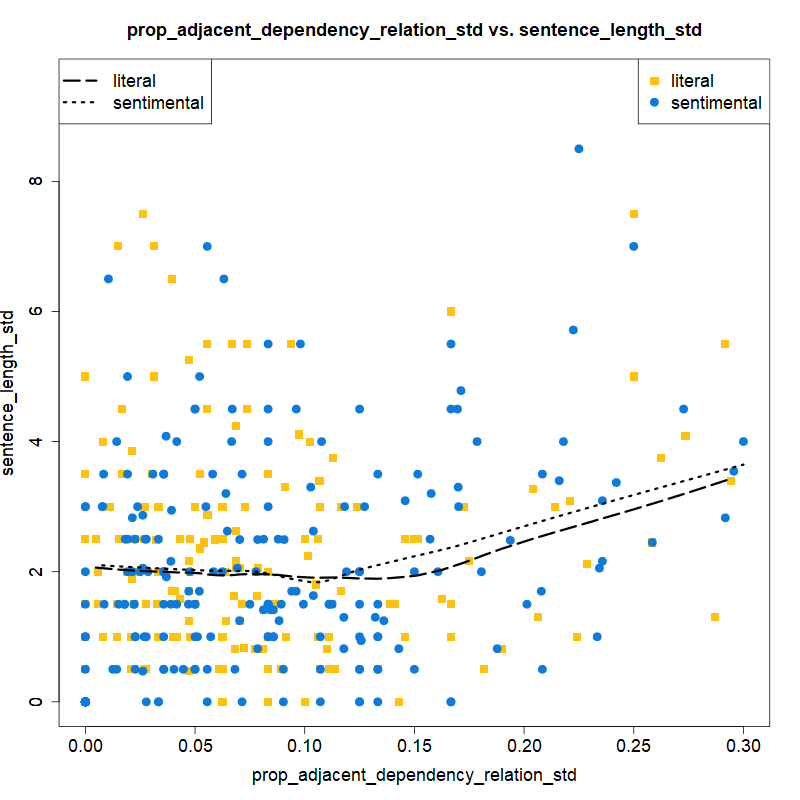 prop_adjacent_dependency_relation_std vs. sentence_length_std
literal
sentimental
literal
sentimental
sentence_length_std
8
6
4
2
0
0.00 0.05 0.10 0.15 0.20 0.25 0.30
prop_adjacent_dependency_relation_std